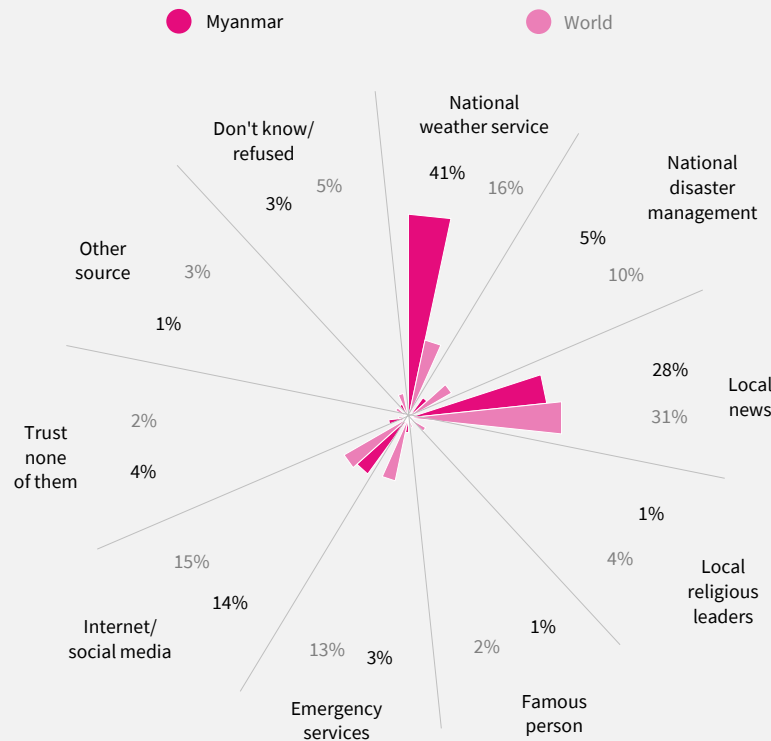 Myanmar
World
National
weather service
41%
16%
National
disaster
management
5%
10%
Local
news
28%
31%
Local
religious
leaders
1%
4%
Famous
person
1%
2%
Emergency
services
3%
13%
Internet/
social media
14%
15%
Trust
none
of them
4%
2%
Other
source
1%
3%
Don't know/
refused
3%
5%